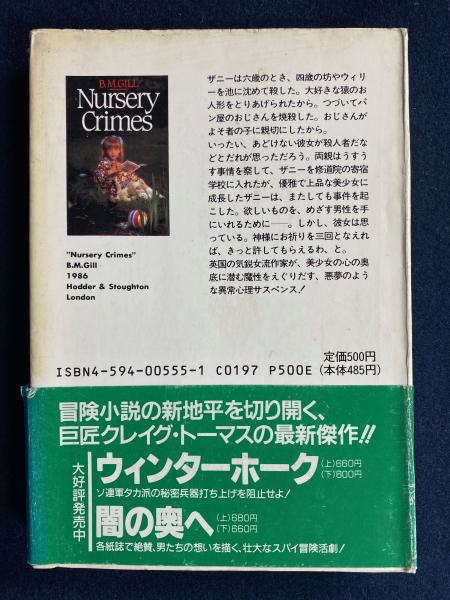 B.M.GILL
Nursery
Crimes
"Nursery Crimes"
B.M.Gill
1986
Hodder & Stoughton
London
ザニーは六歳のとき、四歳の坊やウィリ
ーを池に沈めて殺した。大好きな猿のお
人形をとりあげられたから。つづいてパン
屋のおじさんを焼殺した。おじさんが
よその子に親切にしたから。
いったい、あどけない彼女が殺人者だな
どとだれが思っただろう。両親はうすう
す事情を察して、ザニーを修道院の寄宿
学校に入れたが、優雅で上品な美少女に
成長したザニーは、またしても事件を起
こした。欲しいものを、めざす男性を手
にいれるために──。しかし、彼女は思
っている。神様にお祈りを三回となえれ
ば、きっと許してもらえるわ、と。
英国の気鋭女流作家が、美少女の心の奥
底に潜む魔性をえぐりだす、悪夢のよう
な異常心理サスペンス!
定価500円
ISBN4-594-00555-1 C0197 P500E (本体485円)
冒険小説の新地平を切り開く、
巨匠クレイグ・トーマスの最新傑作!!
大好評発売中
ウィンターホーク (上)660円 (下)600円
ソ連軍タカ派の秘密兵器打ち上げを阻止せよ!
闇の奥へ (上)680円 (下)660円
各紙誌で絶賛、男たちの想いを描く、壮大なスパイ冒険活劇!